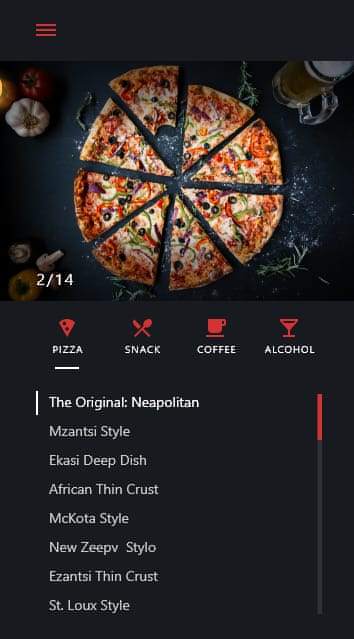 2/14
PIZZA
SNACK
COFFEE
ALCOHOL
The Original: Neapolitan
Mzantsi Style
Ekasi Deep Dish
African Thin Crust
McKota Style
New Zeepv  Stylo
Ezantsi Thin Crust
St. Loux Style